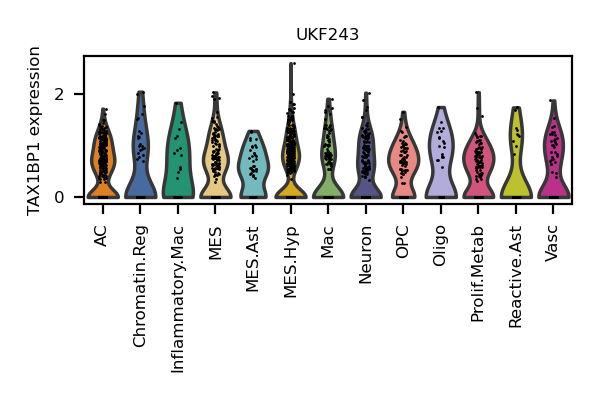 UKF243
TAX1BP1 expression
2
0
AC
Chromatin.Reg
Inflammatory.Mac
MES
MES.Ast
MES.Hyp
Mac
Neuron
OPC
Oligo
Prolif.Metab
Reactive.Ast
Vasc